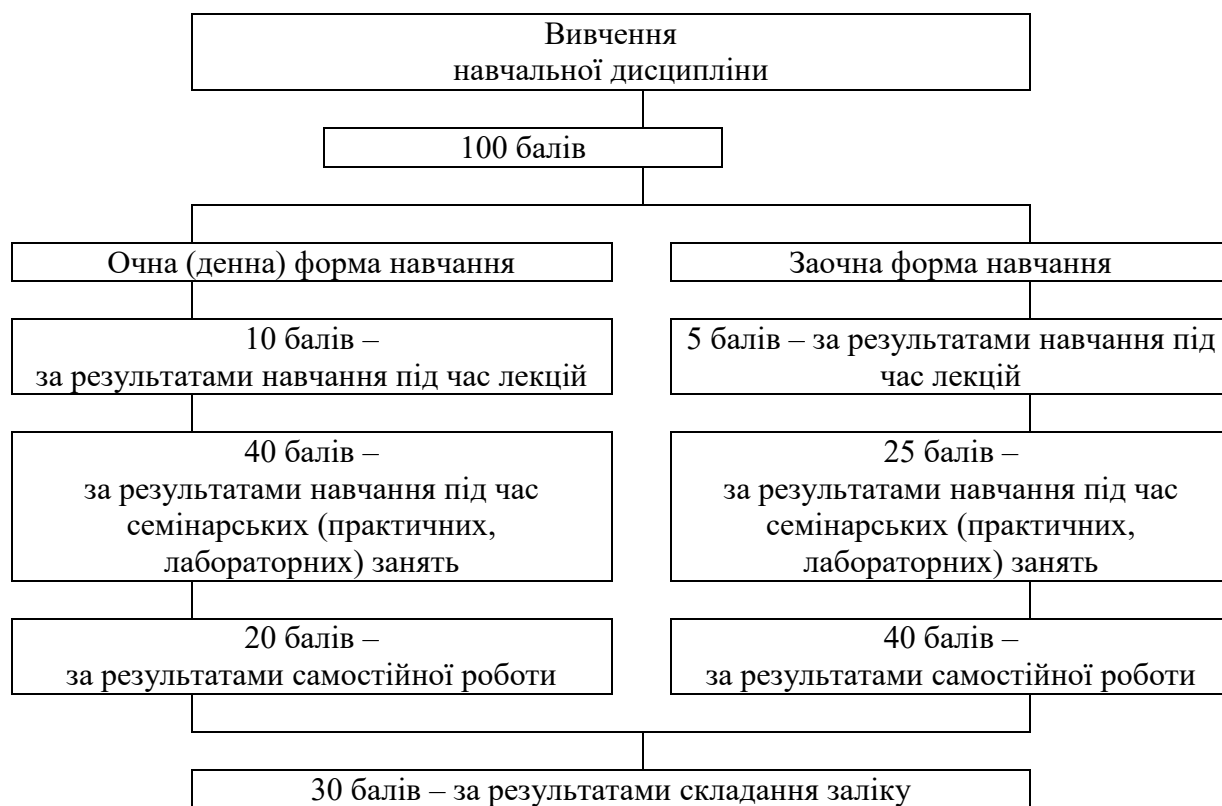 Вивчення
навчальної дисципліни
100 балів
Очна (денна) форма навчання
Заочна форма навчання
10 балів –
за результатами навчання під час лекцій
5 балів – за результатами навчання під
час лекцій
40 балів –
за результатами навчання під час
семінарських (практичних,
лабораторних) занять
25 балів –
за результатами навчання під час
семінарських (практичних,
лабораторних) занять
20 балів –
за результатами самостійної роботи
40 балів –
за результатами самостійної роботи
30 балів – за результатами складання заліку